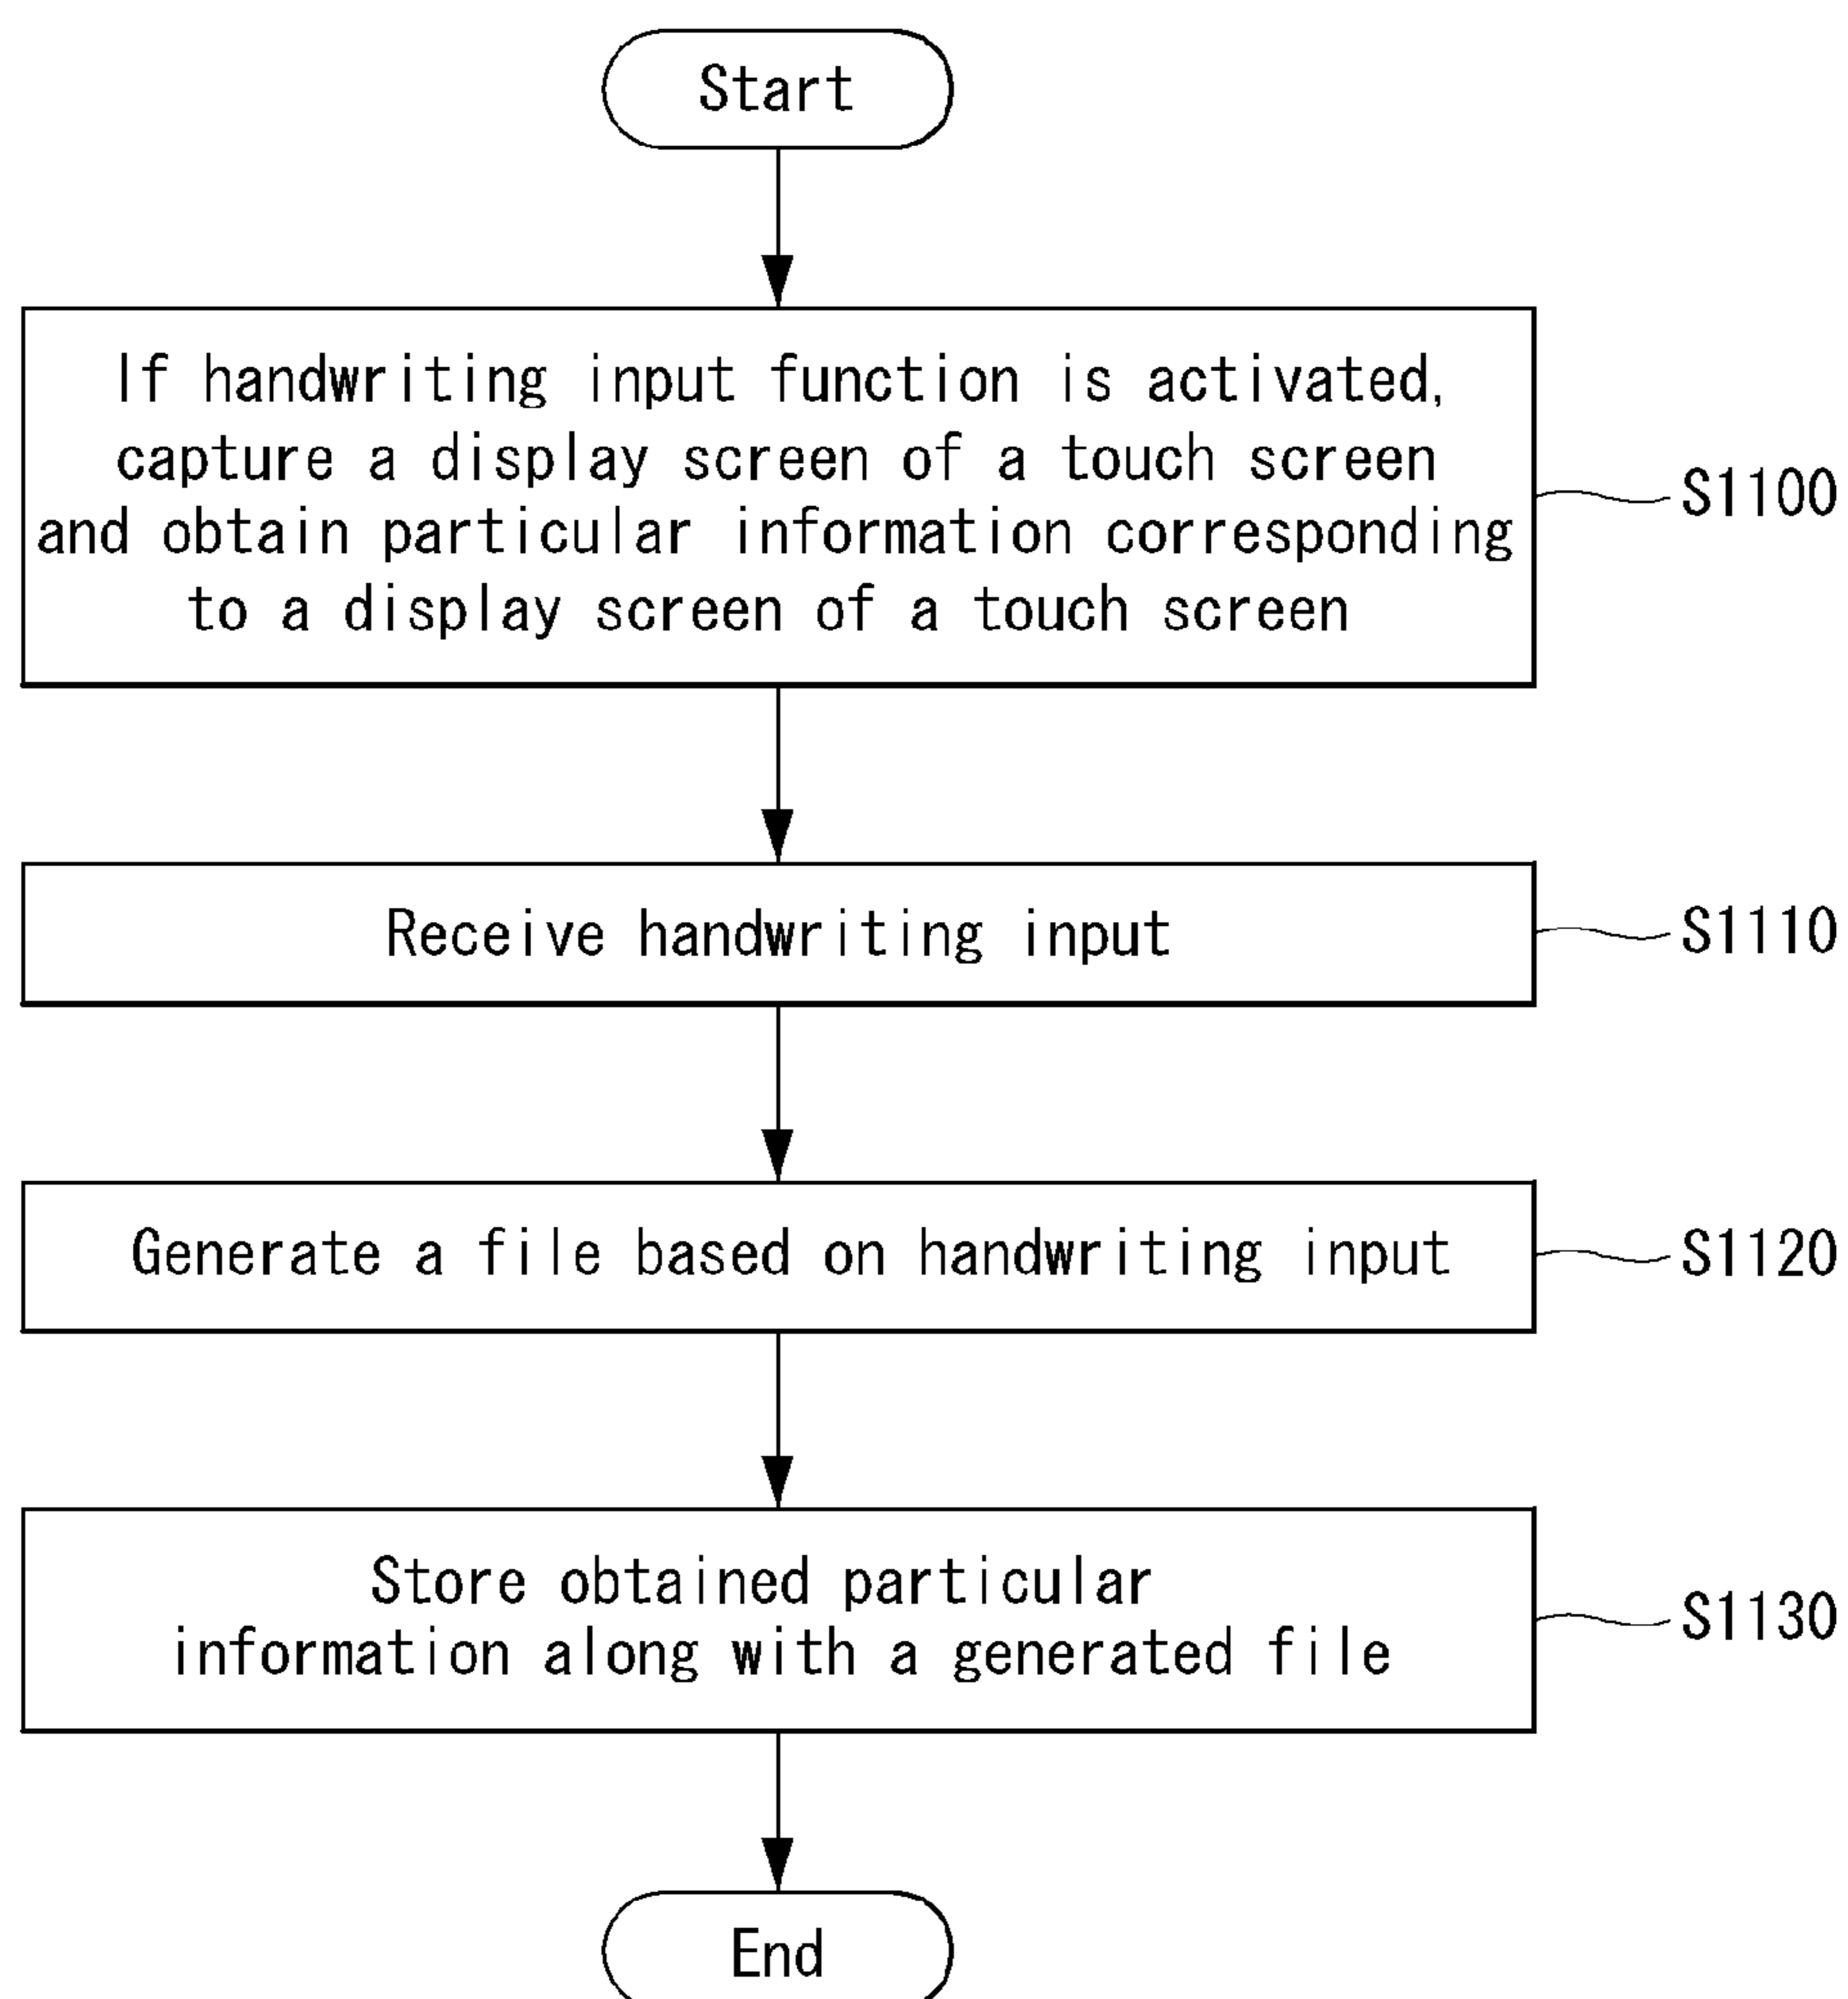 Start
If handwriting input function is activated,
capture a display screen of a touch screen
and obtain particular information corresponding
to a display screen of a touch screen
S1100
Receive handwriting input
S1110
Generate a file based on handwriting input
S1120
Store obtained particular
information along with a generated file
S1130
End